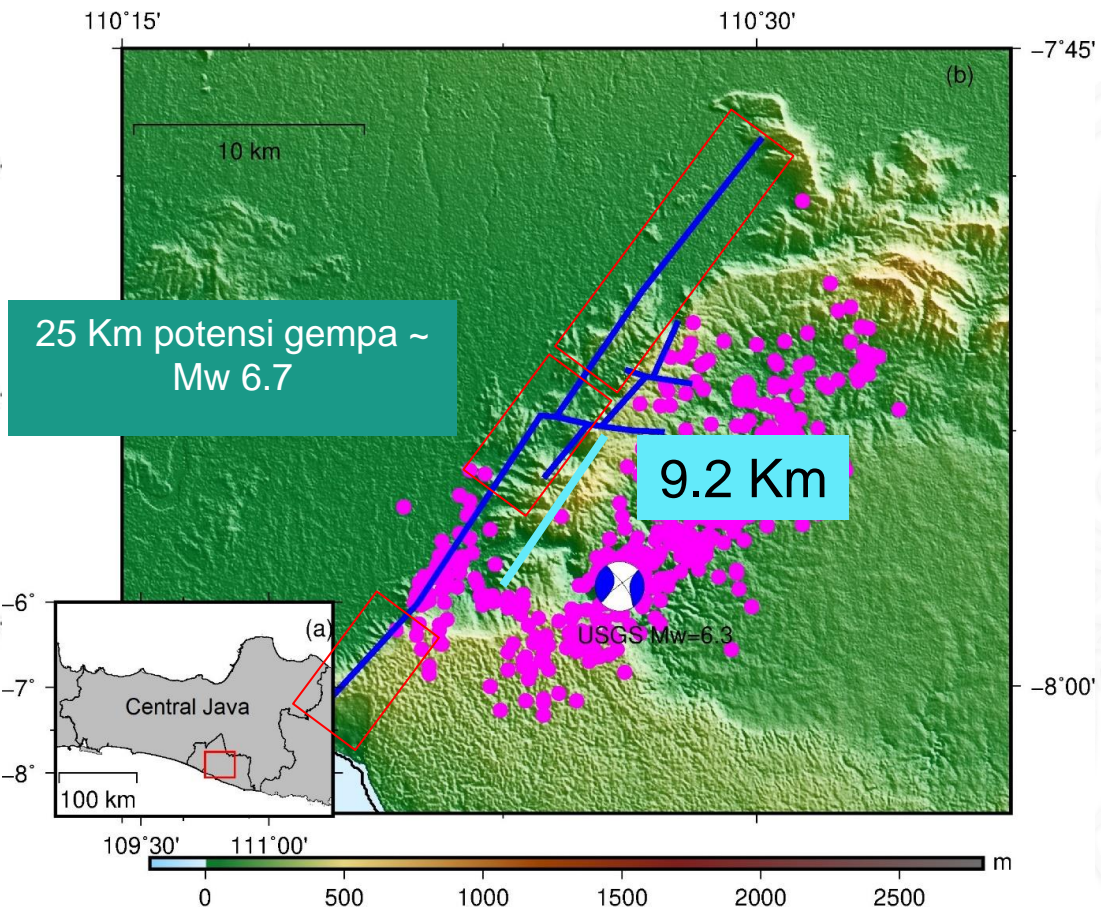 110°15'
110°30'
−7°45'
(b)
10 km
25 Km potensi gempa ~
Mw 6.7
9.2 Km
USGS Mw=6.3
−6°
(a)
−7°
Central Java
−8°00'
−8°
100 km
109°30'
111°00'
m
0
500
1000
1500
2000
2500